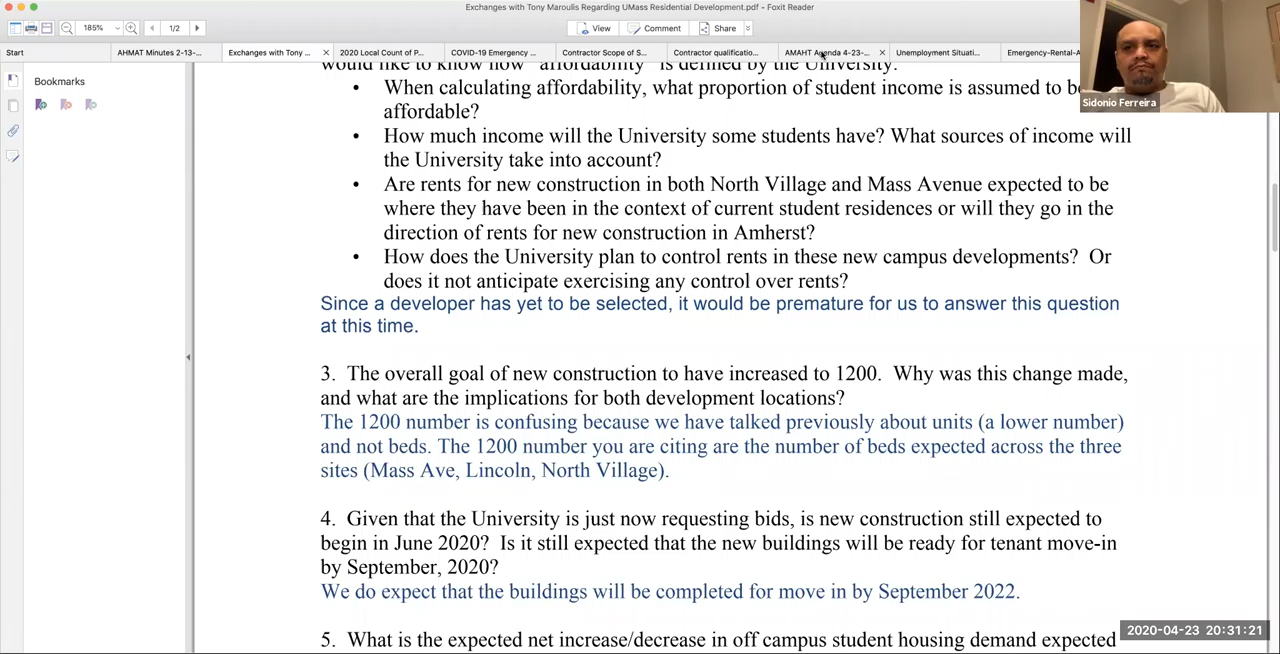 Exchanges with Tony Maroulis Regarding UMass Residential Development.pdf - Foxit Reader
185% 1/2 View Comment Share
Start AHMAT Minutes 2-13-... Exchanges with Tony ... × 2020 Local Count of P... COVID-19 Emergency ... Contractor Scope of S... Contractor qualificatio... AMAHT Agenda 4-23-... × Unemployment Situati... Emergency-Rental-A
Bookmarks
Sidonio Ferreira
would like to know how "affordability" is defined by the University.
• When calculating affordability, what proportion of student income is assumed to be
affordable?
• How much income will the University some students have? What sources of income will
the University take into account?
• Are rents for new construction in both North Village and Mass Avenue expected to be
where they have been in the context of current student residences or will they go in the
direction of rents for new construction in Amherst?
• How does the University plan to control rents in these new campus developments? Or
does it not anticipate exercising any control over rents?
Since a developer has yet to be selected, it would be premature for us to answer this question
at this time.
3. The overall goal of new construction to have increased to 1200. Why was this change made,
and what are the implications for both development locations?
The 1200 number is confusing because we have talked previously about units (a lower number)
and not beds. The 1200 number you are citing are the number of beds expected across the three
sites (Mass Ave, Lincoln, North Village).
4. Given that the University is just now requesting bids, is new construction still expected to
begin in June 2020? Is it still expected that the new buildings will be ready for tenant move-in
by September, 2020?
We do expect that the buildings will be completed for move in by September 2022.
5. What is the expected net increase/decrease in off campus student housing demand expected
2020-04-23 20:31:21